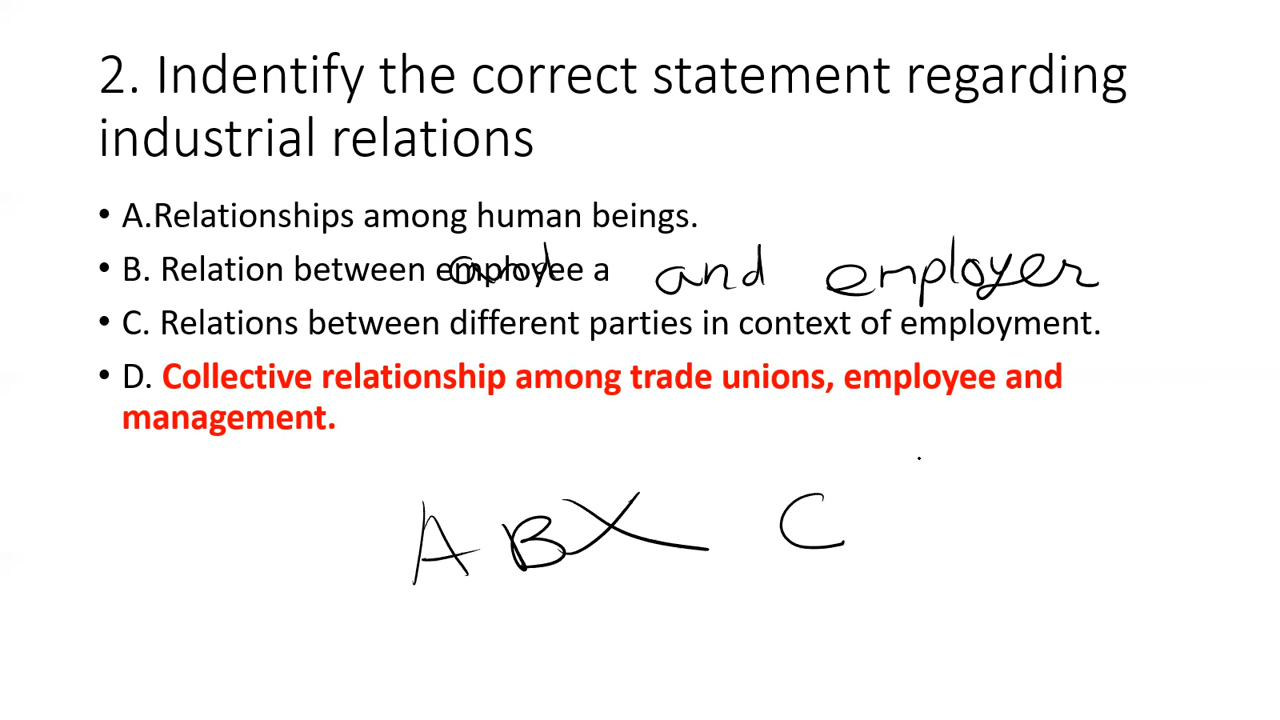 2. Indentify the correct statement regarding
industrial relations
• A.Relationships among human beings.
• B. Relation between employee a and employer
and
• C. Relations between different parties in context of employment.
• D. Collective relationship among trade unions, employee and
management.
A B X C